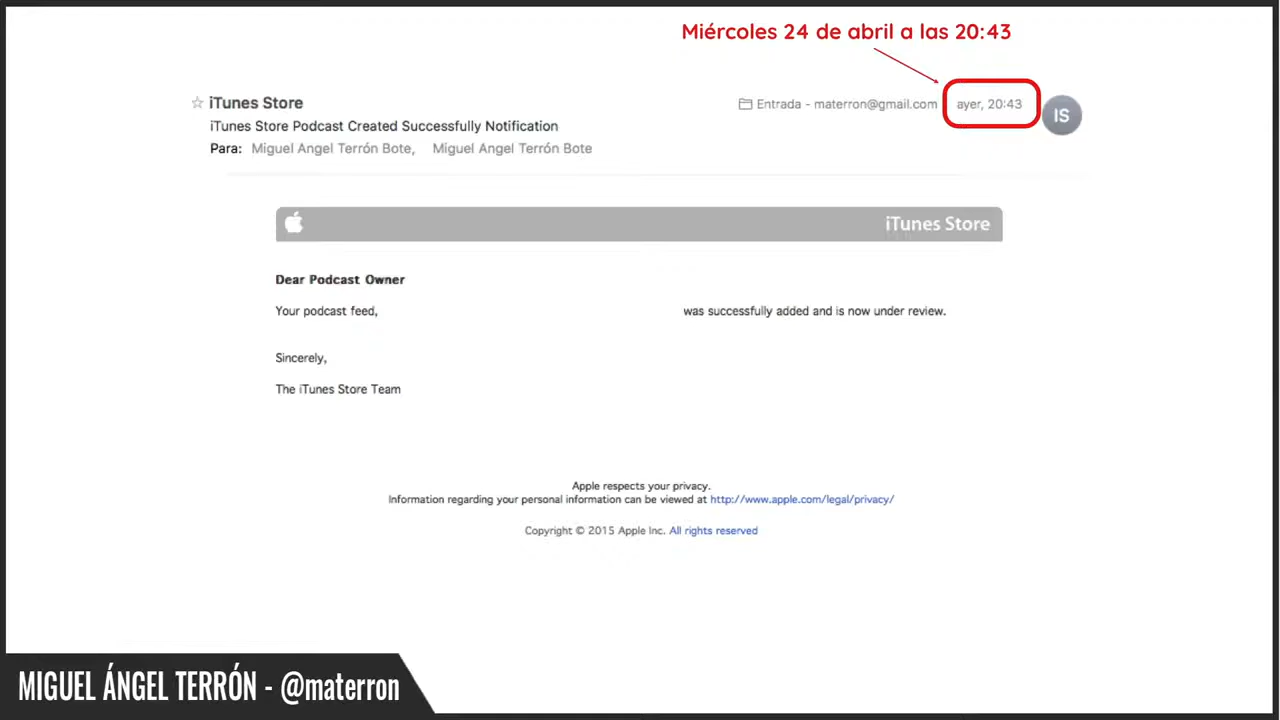 Miércoles 24 de abril a las 20:43
iTunes Store
Entrada - materron@gmail.com
ayer, 20:43
IS
iTunes Store Podcast Created Successfully Notification
Para: Miguel Angel Terrón Bote, Miguel Angel Terrón Bote
iTunes Store
Dear Podcast Owner
Your podcast feed, was successfully added and is now under review.
Sincerely,
The iTunes Store Team
Apple respects your privacy.
Information regarding your personal information can be viewed at http://www.apple.com/legal/privacy/
Copyright © 2015 Apple Inc. All rights reserved
MIGUEL ÁNGEL TERRÓN - @materron